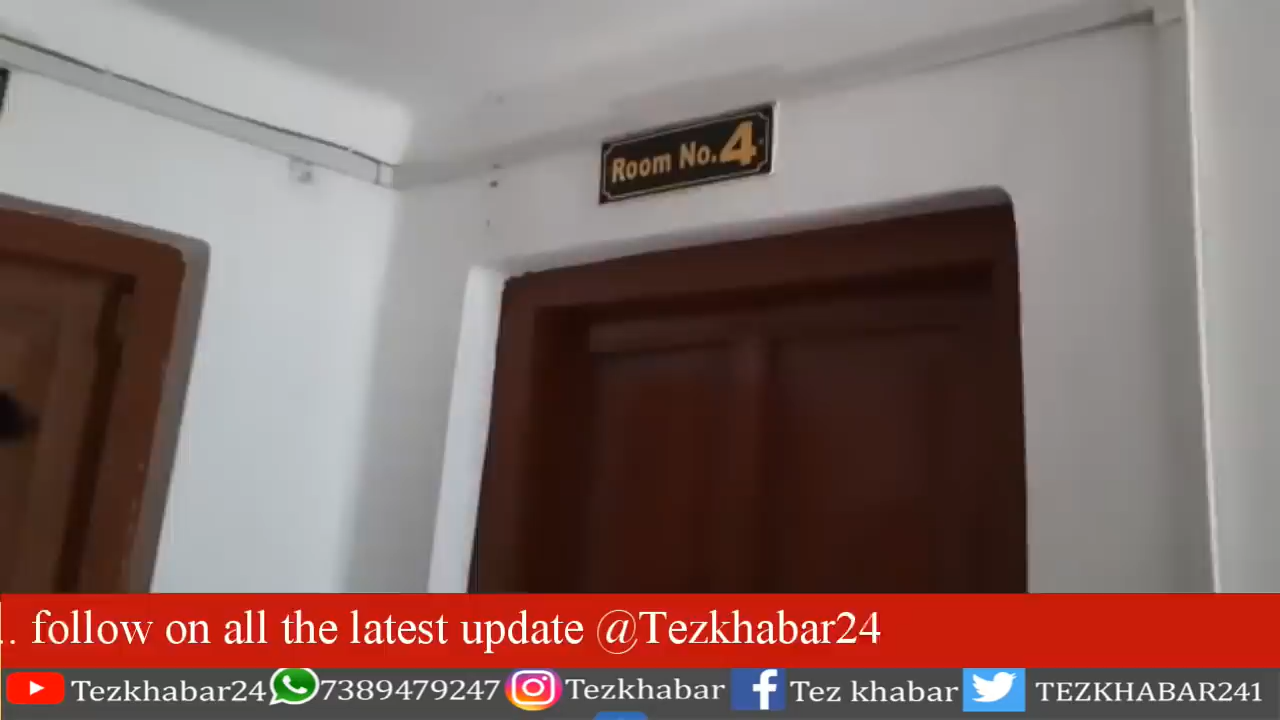 Room No.4
.. follow on all the latest update @Tezkhabar24
Tezkhabar24 7389479247 Tezkhabar Tez khabar TEZKHABAR241